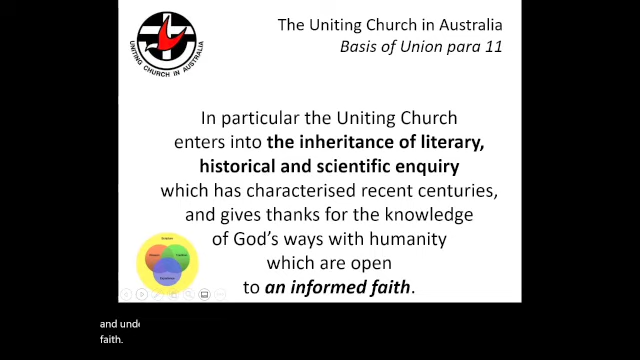 The Uniting Church in Australia
Basis of Union para 11
UNITING CHURCH IN AUSTRALIA
In particular the Uniting Church
enters into the inheritance of literary,
historical and scientific enquiry
which has characterised recent centuries,
and gives thanks for the knowledge
of God's ways with humanity
which are open
to an informed faith.
and
faith.